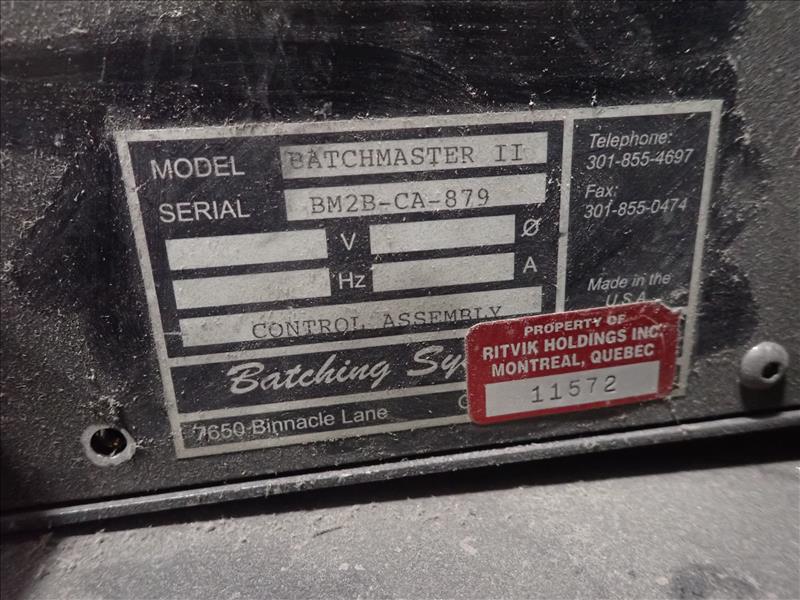 MODEL BATCHMASTER II
SERIAL BM2B-CA-879
V Ø
Hz A
CONTROL ASSEMBLY
Batching
7650 Binnacle Lane
Telephone:
301-855-4697
Fax:
301-855-0474
Made in the
U.S.A.
PROPERTY OF
RITVIK HOLDINGS INC.
MONTREAL, QUEBEC
11572